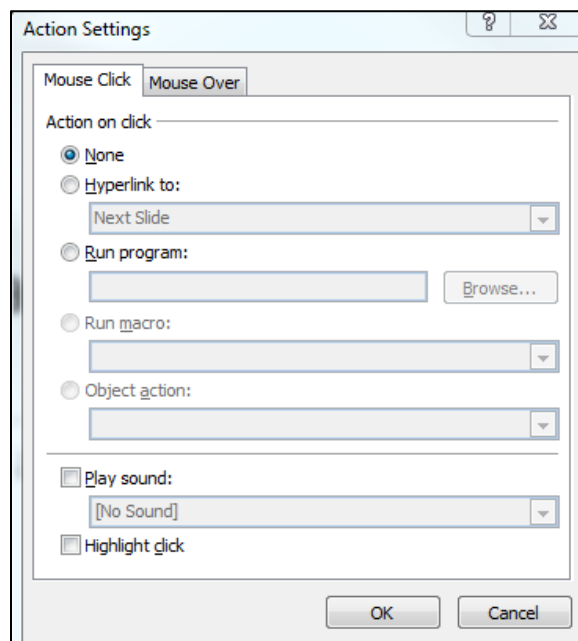 Action Settings
Mouse Click
Mouse Over
Action on click
None
Hyperlink to:
Next Slide
Run program:
Browse...
Run macro:
Object action:
Play sound:
[No Sound]
Highlight click
OK
Cancel